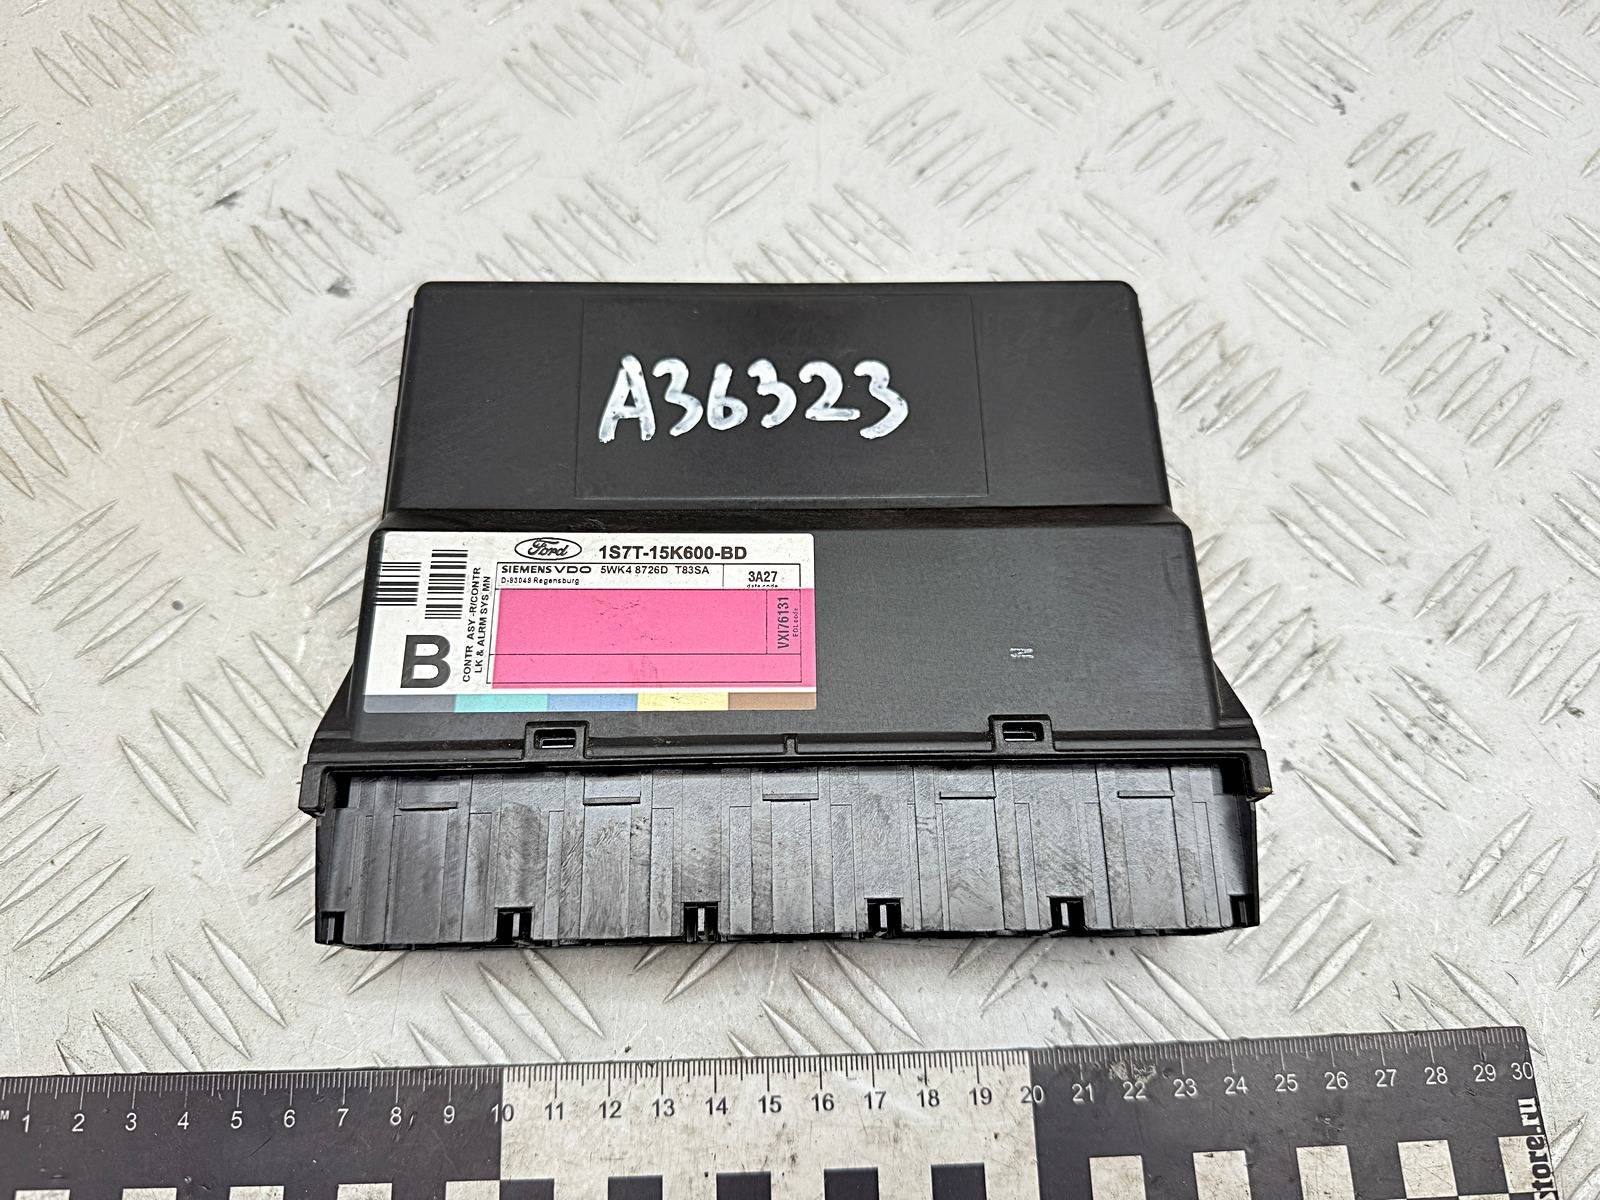 A36323
Ford 1S7T-15K600-BD
SIEMENS VDO 5WK4 8726D T83SA
D-93049 Regensburg
3A27
date code
VXI76131
EOL code
B
CONTR ASY -R/CONTR
LK & ALRM SYS MN
1 2 3 4 5 6 7 8 9 10 11 12 13 14 15 16 17 18 19 20 21 22 23 24 25 26 27 28 29 30
tore.ru